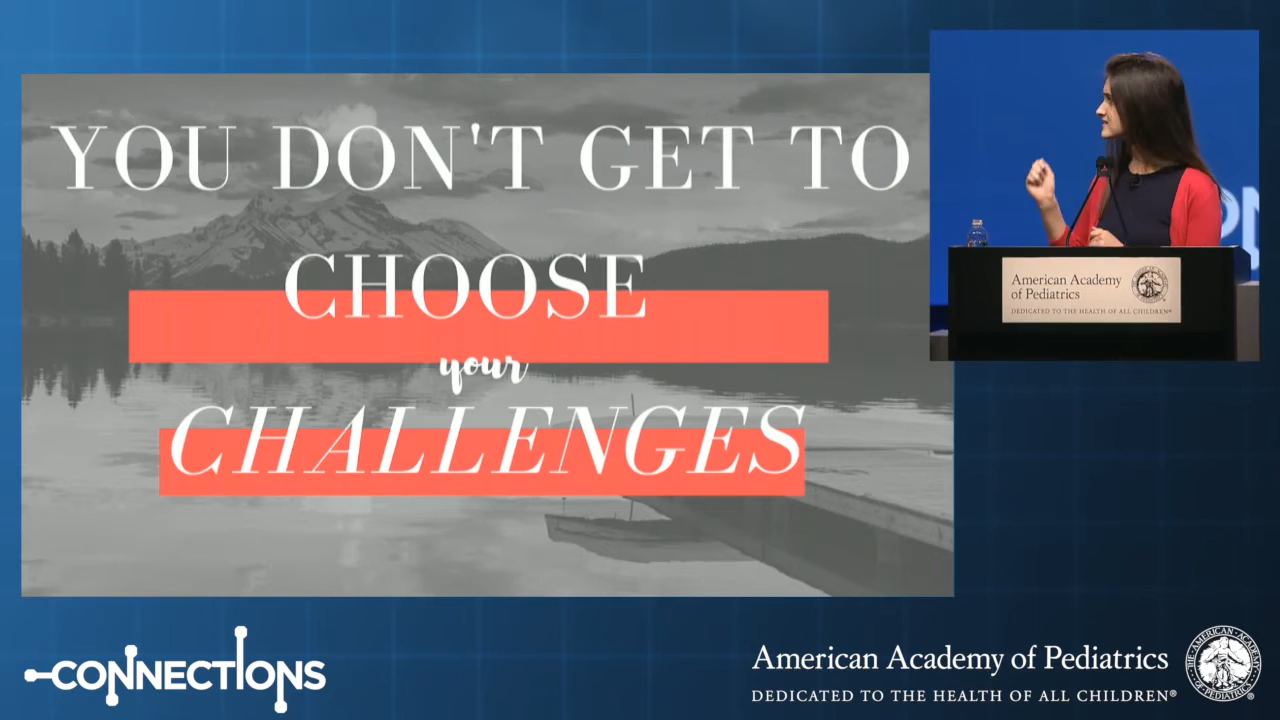 YOU DON'T GET TO
CHOOSE
your
CHALLENGES
American Academy
of Pediatrics
DEDICATED TO THE HEALTH OF ALL CHILDREN®
CONNECTIONS
American Academy of Pediatrics
DEDICATED TO THE HEALTH OF ALL CHILDREN®